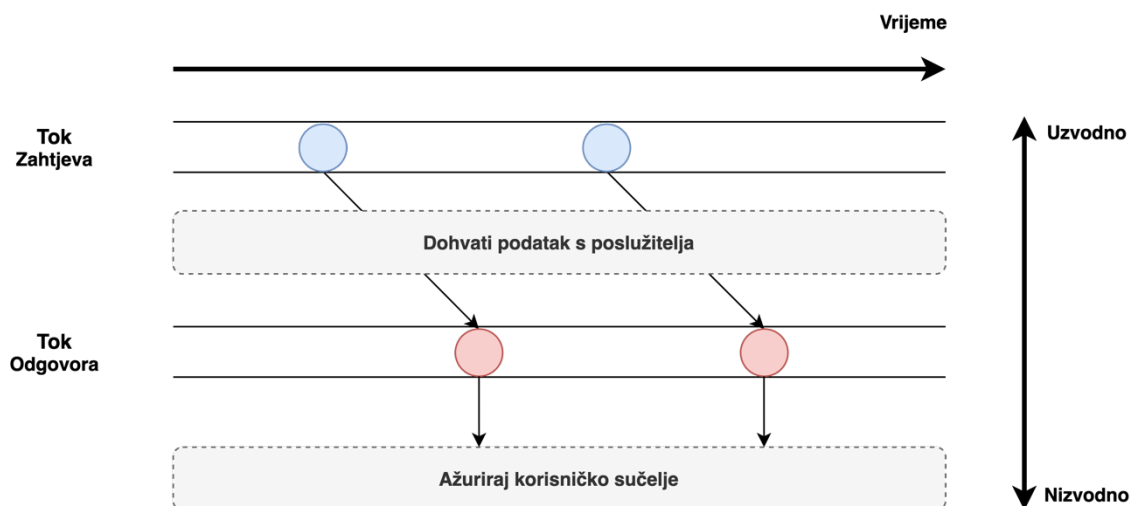 Vrijeme
Tok
Zahtjeva
Uzvodno
Dohvati podatak s poslužitelja
Tok
Odgovora
Ažuriraj korisničko sučelje
Nizvodno